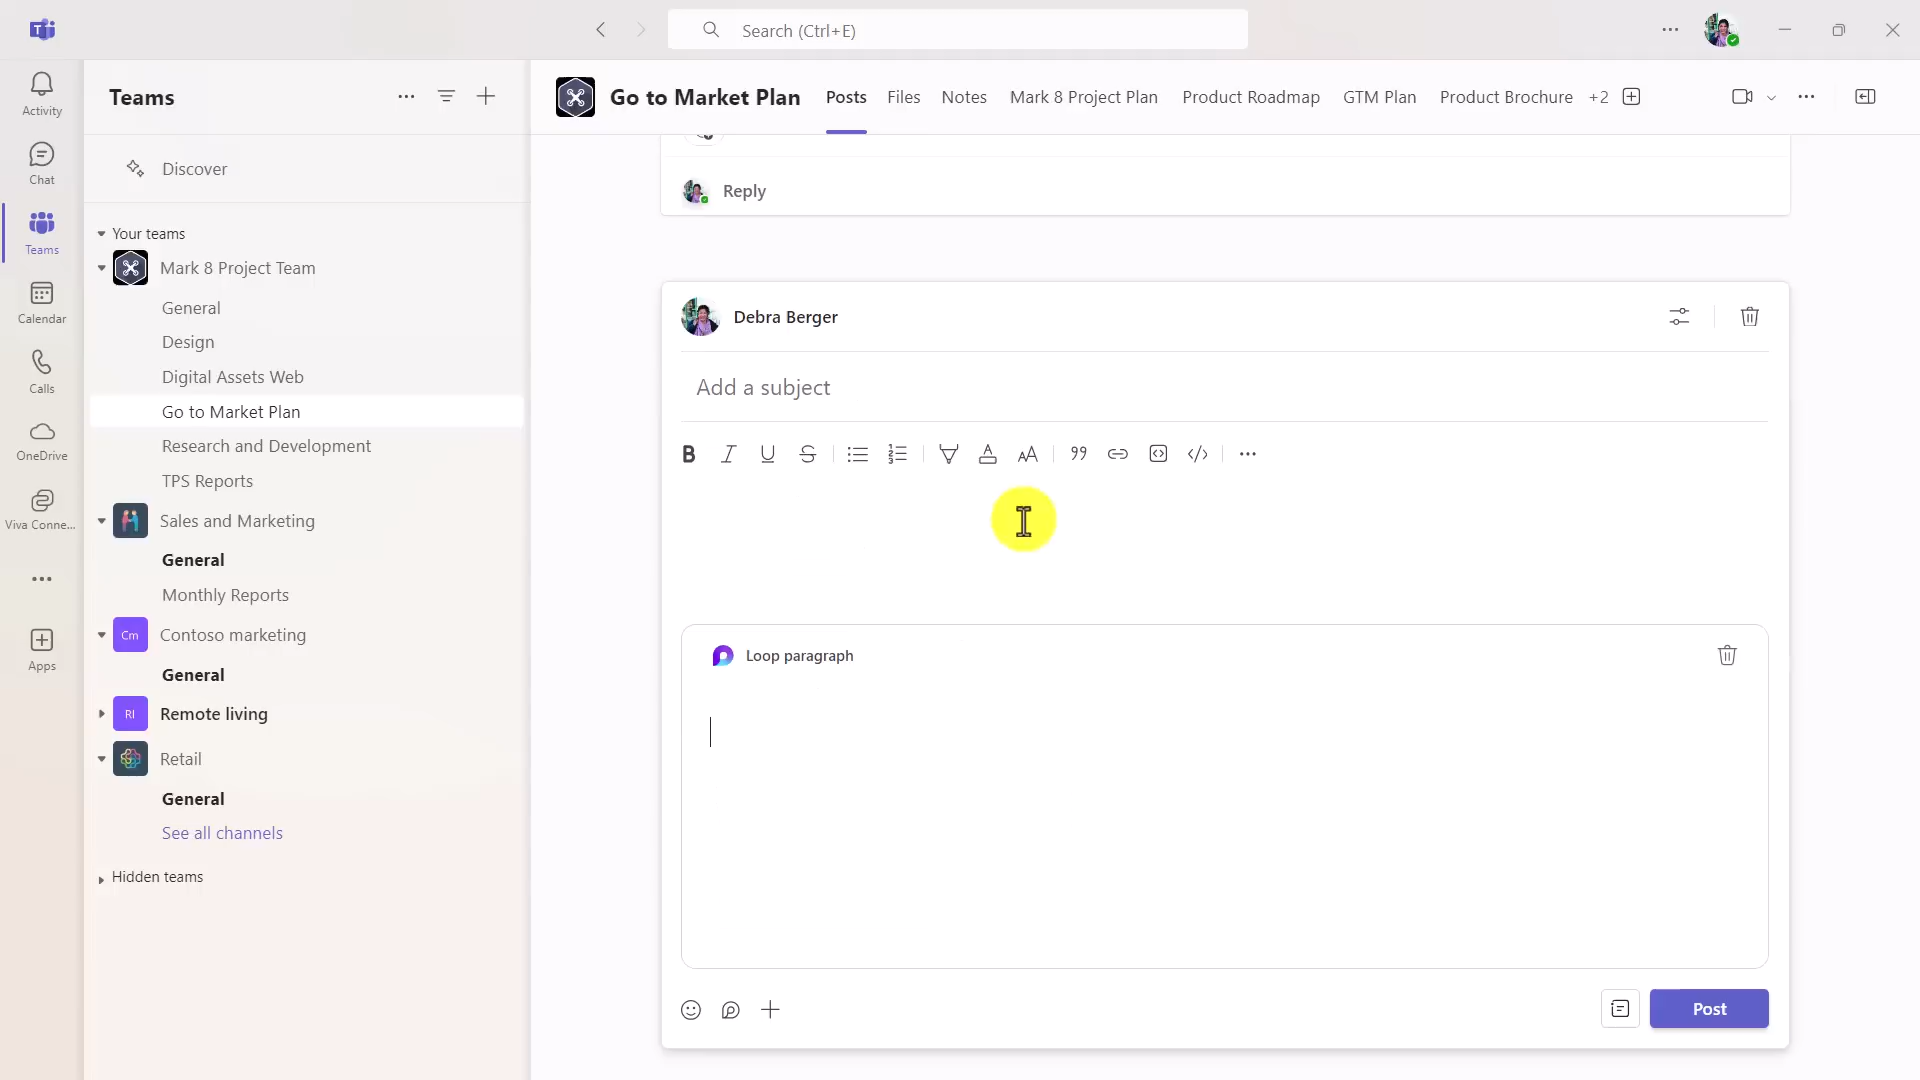 Search (Ctrl+E)
Activity
Chat
Teams
Calendar
Calls
OneDrive
Viva Conne...
Apps
Teams
Discover
Your teams
Mark 8 Project Team
General
Design
Digital Assets Web
Go to Market Plan
Research and Development
TPS Reports
Sales and Marketing
General
Monthly Reports
Cm Contoso marketing
General
RI Remote living
Retail
General
See all channels
Hidden teams
Go to Market Plan Posts Files Notes Mark 8 Project Plan Product Roadmap GTM Plan Product Brochure +2
Reply
Debra Berger
Add a subject
Loop paragraph
Post